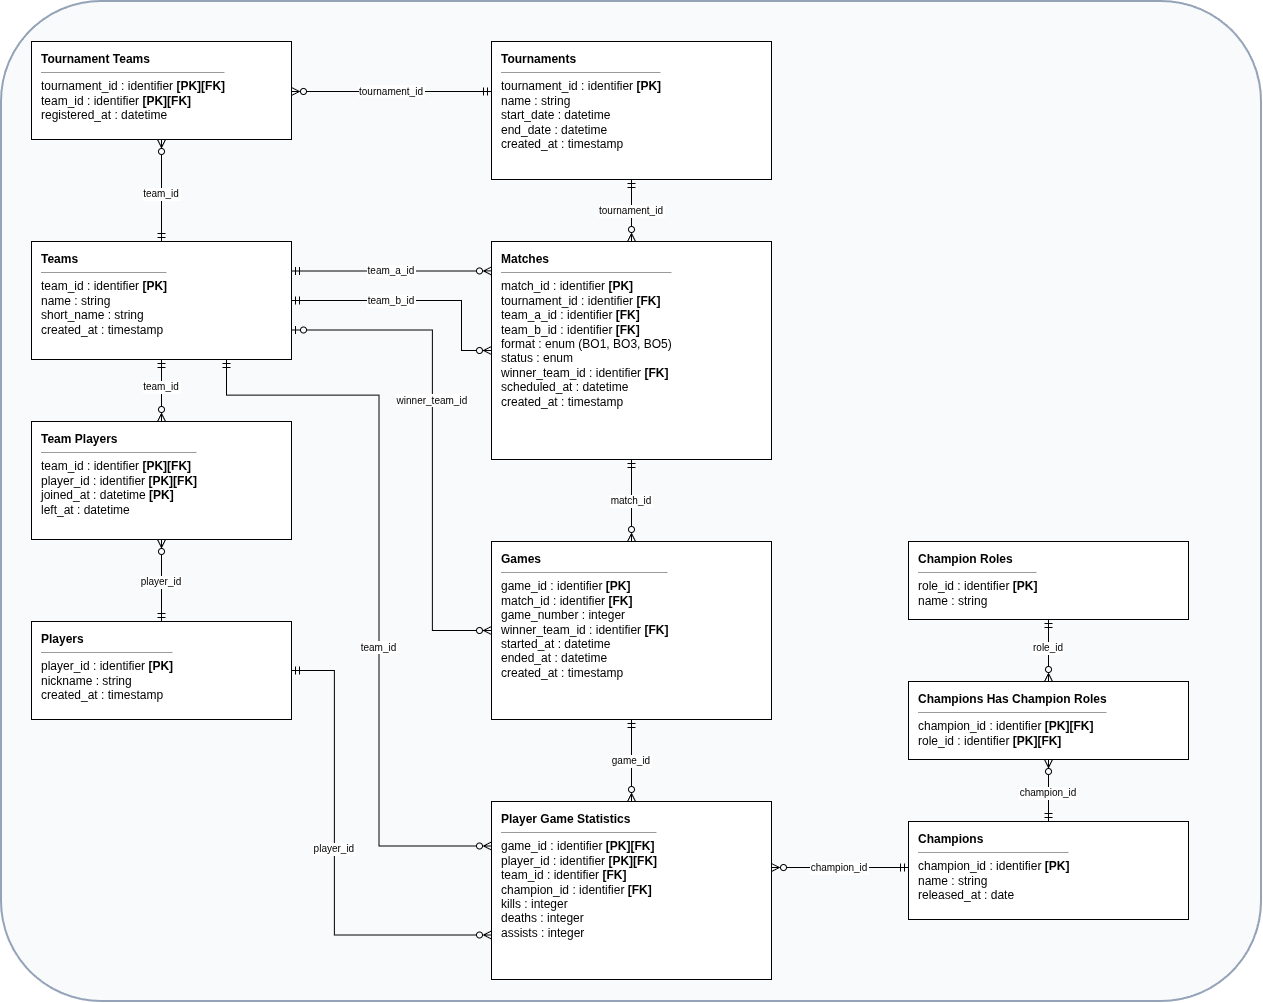 Tournament Teams
tournament_id : identifier [PK][FK]
team_id : identifier [PK][FK]
registered_at : datetime
tournament_id
Tournaments
tournament_id : identifier [PK]
name : string
start_date : datetime
end_date : datetime
created_at : timestamp
team_id
tournament_id
Teams
team_id : identifier [PK]
name : string
short_name : string
created_at : timestamp
team_a_id
team_b_id
Matches
match_id : identifier [PK]
tournament_id : identifier [FK]
team_a_id : identifier [FK]
team_b_id : identifier [FK]
format : enum (BO1, BO3, BO5)
status : enum
winner_team_id : identifier [FK]
scheduled_at : datetime
created_at : timestamp
team_id
winner_team_id
Team Players
team_id : identifier [PK][FK]
player_id : identifier [PK][FK]
joined_at : datetime [PK]
left_at : datetime
match_id
player_id
Games
game_id : identifier [PK]
match_id : identifier [FK]
game_number : integer
winner_team_id : identifier [FK]
started_at : datetime
ended_at : datetime
created_at : timestamp
Champion Roles
role_id : identifier [PK]
name : string
Players
player_id : identifier [PK]
nickname : string
created_at : timestamp
team_id
role_id
Champions Has Champion Roles
champion_id : identifier [PK][FK]
role_id : identifier [PK][FK]
game_id
champion_id
player_id
Player Game Statistics
game_id : identifier [PK][FK]
player_id : identifier [PK][FK]
team_id : identifier [FK]
champion_id : identifier [FK]
kills : integer
deaths : integer
assists : integer
champion_id
Champions
champion_id : identifier [PK]
name : string
released_at : date